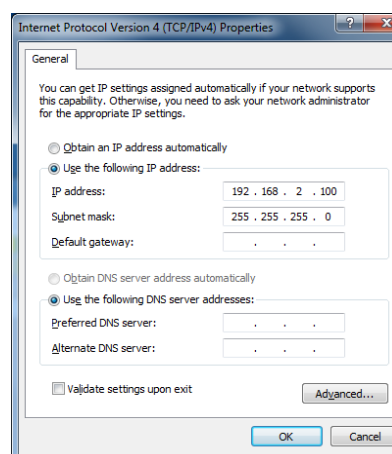 Internet Protocol Version 4 (TCP/IPv4) Properties
General
You can get IP settings assigned automatically if your network supports
this capability. Otherwise, you need to ask your network administrator
for the appropriate IP settings.
Obtain an IP address automatically
Use the following IP address:
IP address: 192 . 168 . 2 . 100
Subnet mask: 255 . 255 . 255 . 0
Default gateway: . . .
Obtain DNS server address automatically
Use the following DNS server addresses:
Preferred DNS server: . . .
Alternate DNS server: . . .
Validate settings upon exit
Advanced...
OK Cancel